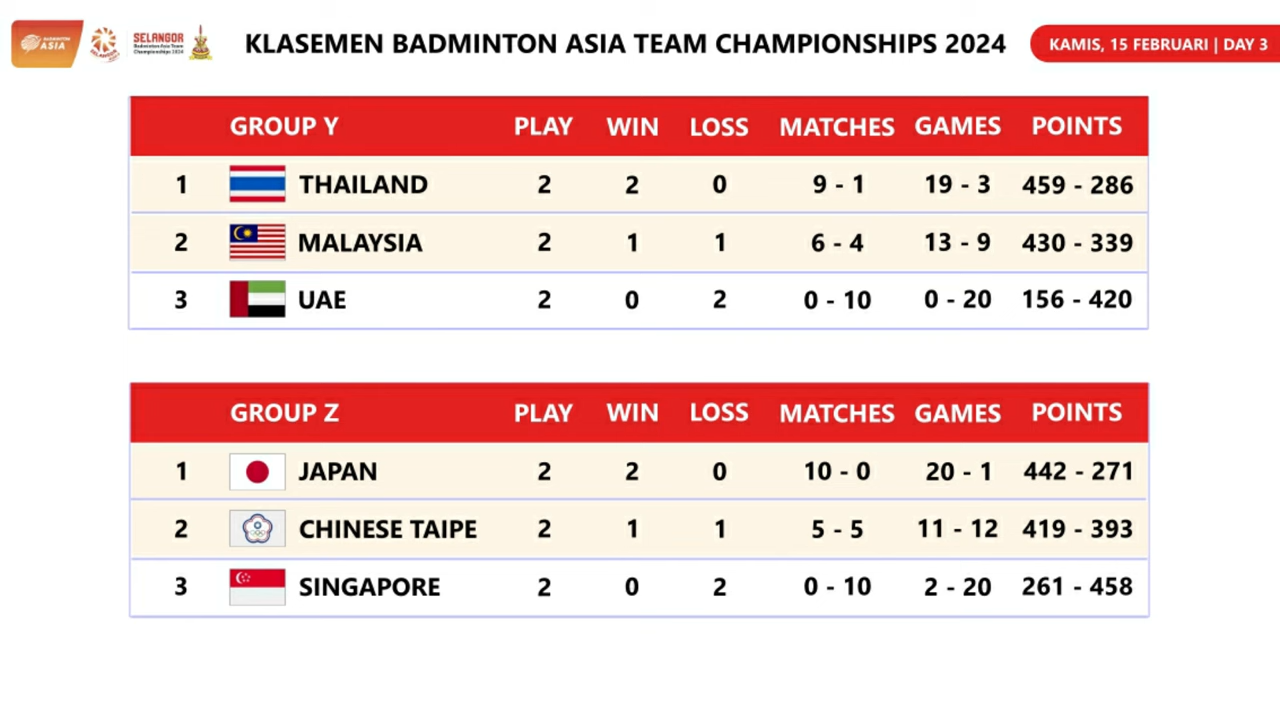 BADMINTON
ASIA
SELANGOR
Badminton Asia Team
Championships 2024
KLASEMEN BADMINTON ASIA TEAM CHAMPIONSHIPS 2024
KAMIS, 15 FEBRUARI | DAY 3
GROUP Y PLAY WIN LOSS MATCHES GAMES POINTS
1 THAILAND 2 2 0 9 - 1 19 - 3 459 - 286
2 MALAYSIA 2 1 1 6 - 4 13 - 9 430 - 339
3 UAE 2 0 2 0 - 10 0 - 20 156 - 420
GROUP Z PLAY WIN LOSS MATCHES GAMES POINTS
1 JAPAN 2 2 0 10 - 0 20 - 1 442 - 271
2 CHINESE TAIPE 2 1 1 5 - 5 11 - 12 419 - 393
3 SINGAPORE 2 0 2 0 - 10 2 - 20 261 - 458